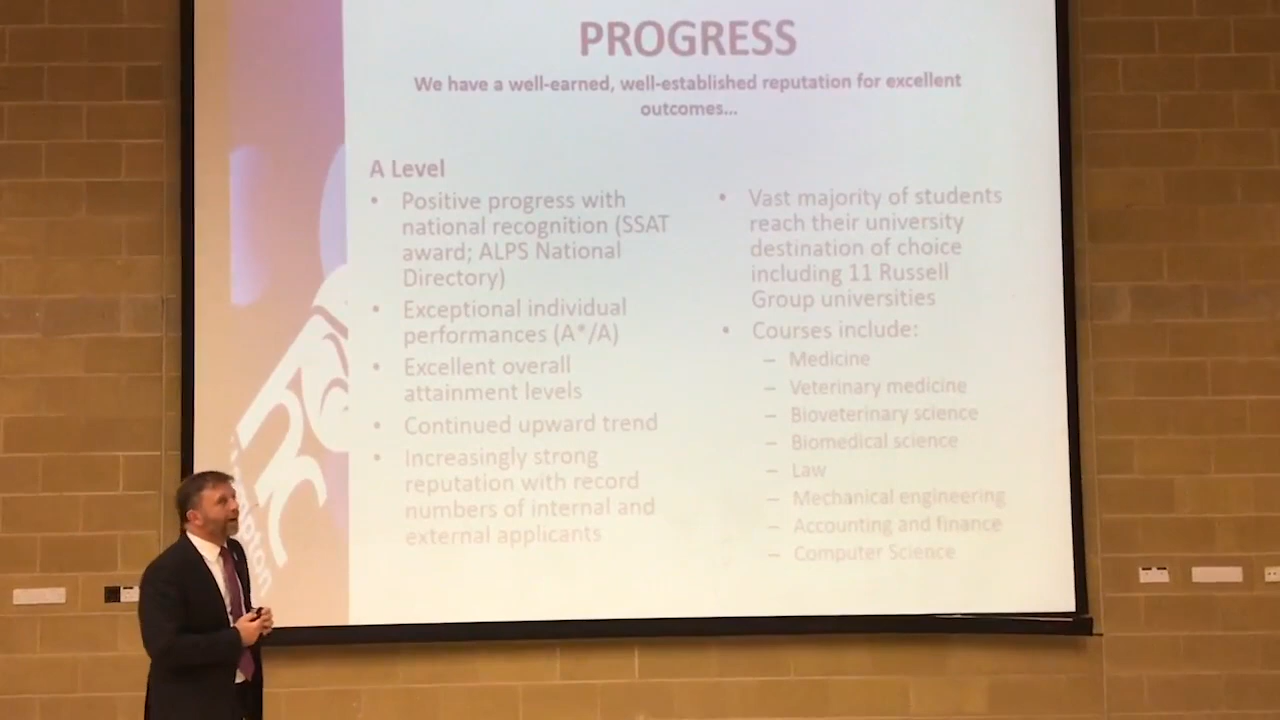 PROGRESS
We have a well-earned, well-established reputation for excellent
outcomes...
A Level
• Positive progress with
national recognition (SSAT
award; ALPS National
Directory)
• Exceptional individual
performances (A*/A)
• Excellent overall
attainment levels
• Continued upward trend
• Increasingly strong
reputation with record
numbers of internal and
external applicants
• Vast majority of students
reach their university
destination of choice
including 11 Russell
Group universities
• Courses include:
– Medicine
– Veterinary medicine
– Bioveterinary science
– Biomedical science
– Law
– Mechanical engineering
– Accounting and finance
– Computer Science